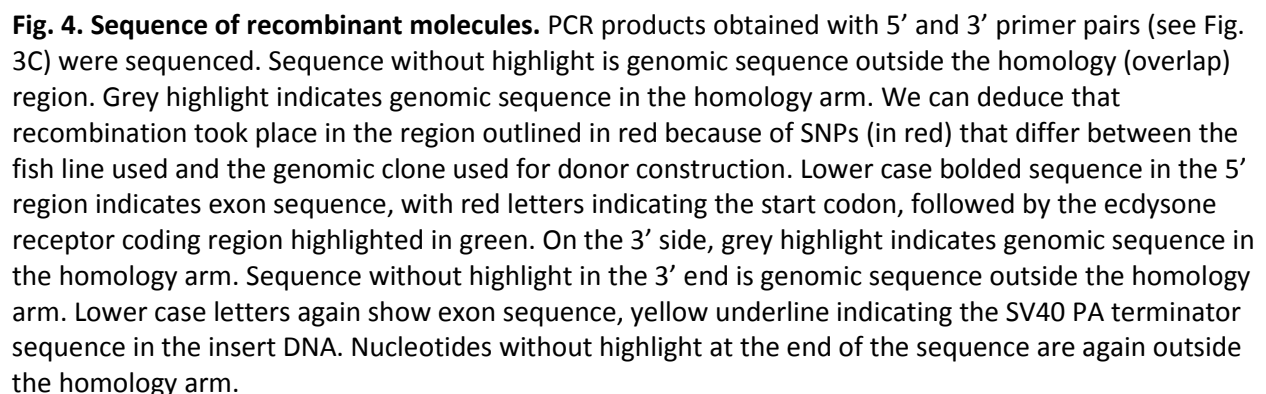 Fig. 4. Sequence of recombinant molecules. PCR products obtained with 5’ and 3’ primer pairs (see Fig.
3C) were sequenced. Sequence without highlight is genomic sequence outside the homology (overlap)
region. Grey highlight indicates genomic sequence in the homology arm. We can deduce that
recombination took place in the region outlined in red because of SNPs (in red) that differ between the
fish line used and the genomic clone used for donor construction. Lower case bolded sequence in the 5’
region indicates exon sequence, with red letters indicating the start codon, followed by the ecdysone
receptor coding region highlighted in green. On the 3’ side, grey highlight indicates genomic sequence in
the homology arm. Sequence without highlight in the 3’ end is genomic sequence outside the homology
arm. Lower case letters again show exon sequence, yellow underline indicating the SV40 PA terminator
sequence in the insert DNA. Nucleotides without highlight at the end of the sequence are again outside
the homology arm.